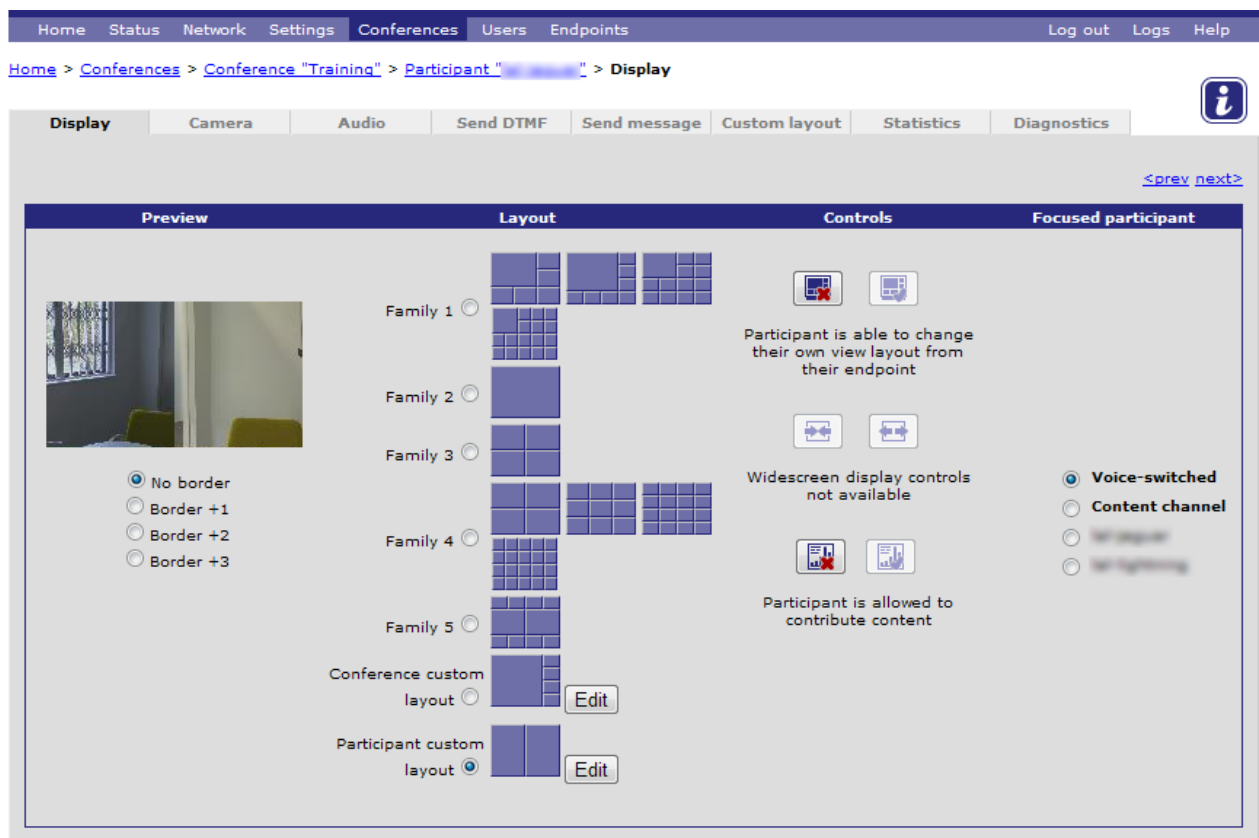 Home Status Network Settings Conferences Users Endpoints Log out Logs Help
Home > Conferences > Conference "Training" > Participant " " > Display
Display Camera Audio Send DTMF Send message Custom layout Statistics Diagnostics
<prev next>
Preview Layout Controls Focused participant
No border
Border +1
Border +2
Border +3
Family 1
Family 2
Family 3
Family 4
Family 5
Conference custom
layout
Edit
Participant custom
layout
Edit
Participant is able to change
their own view layout from
their endpoint
Widescreen display controls
not available
Participant is allowed to
contribute content
Voice-switched
Content channel